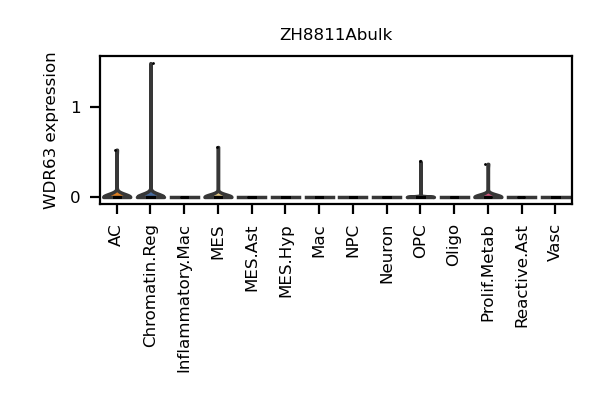 ZH8811Abulk
WDR63 expression
1
0
AC
Chromatin.Reg
Inflammatory.Mac
MES
MES.Ast
MES.Hyp
Mac
NPC
Neuron
OPC
Oligo
Prolif.Metab
Reactive.Ast
Vasc